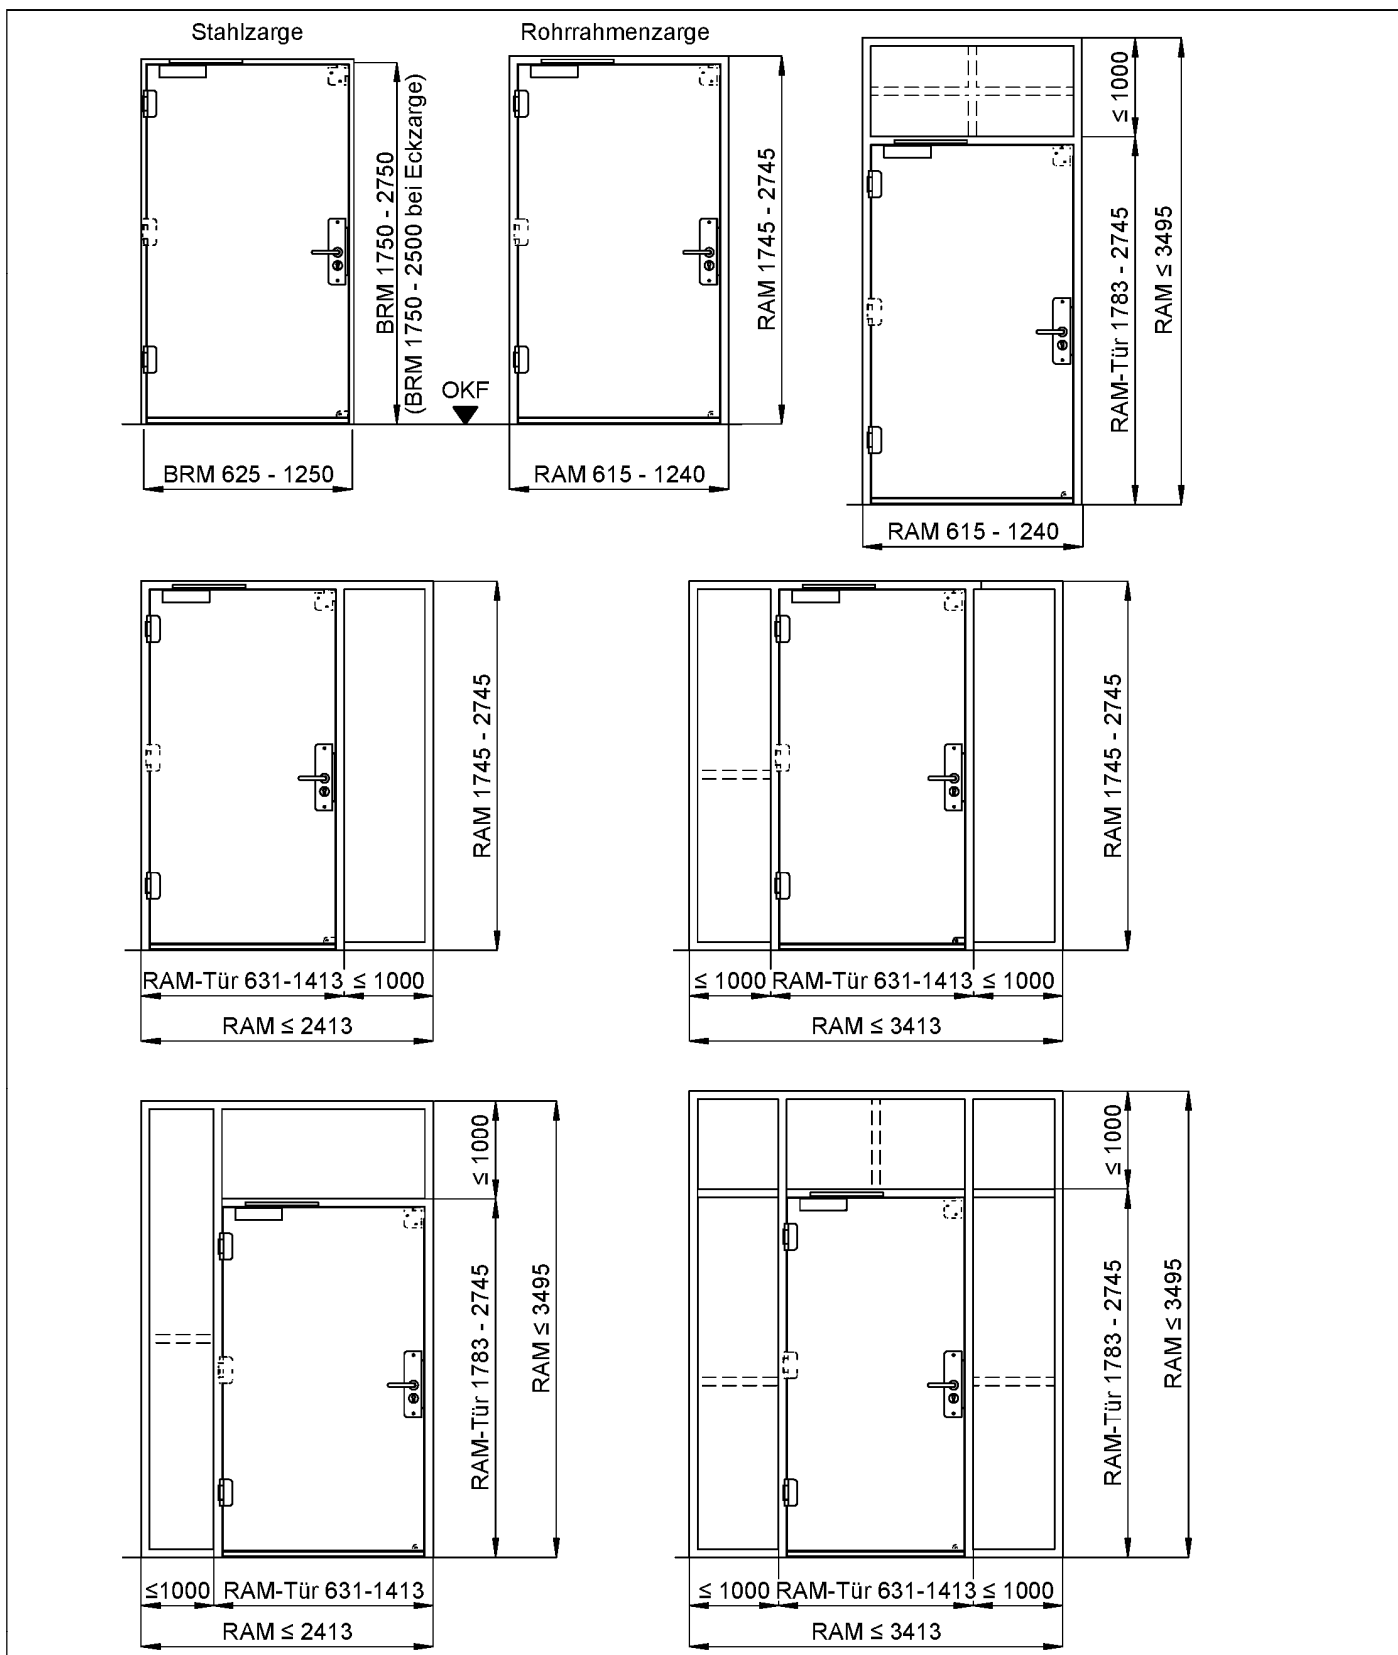 Stahlzarge
Rohrrahmenzarge
BRM 1750 - 2750
(BRM 1750 - 2500 bei Eckzarge)
OKF
BRM 625 - 1250
RAM 1745 - 2745
RAM 615 - 1240
≤ 1000
RAM-Tür 1783 - 2745
RAM ≤ 3495
RAM 615 - 1240
RAM 1745 - 2745
RAM-Tür 631-1413
≤ 1000
RAM ≤ 2413
RAM 1745 - 2745
≤ 1000
RAM-Tür 631-1413
≤ 1000
RAM ≤ 3413
≤ 1000
RAM-Tür 1783 - 2745
RAM ≤ 3495
≤1000
RAM-Tür 631-1413
RAM ≤ 2413
≤ 1000
RAM-Tür 1783 - 2745
RAM ≤ 3495
≤ 1000
RAM-Tür 631-1413
≤ 1000
RAM ≤ 3413